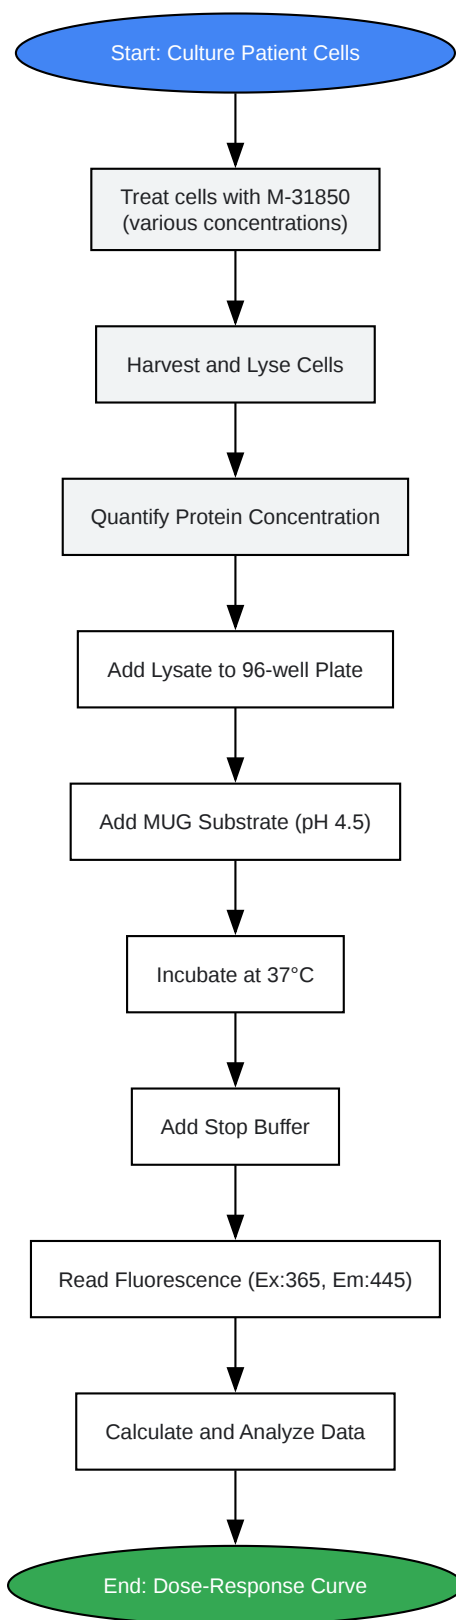 Start: Culture Patient Cells
Treat cells with M-31850
(various concentrations)
Harvest and Lyse Cells
Quantify Protein Concentration
Add Lysate to 96-well Plate
Add MUG Substrate (pH 4.5)
Incubate at 37°C
Add Stop Buffer
Read Fluorescence (Ex:365, Em:445)
Calculate and Analyze Data
End: Dose-Response Curve